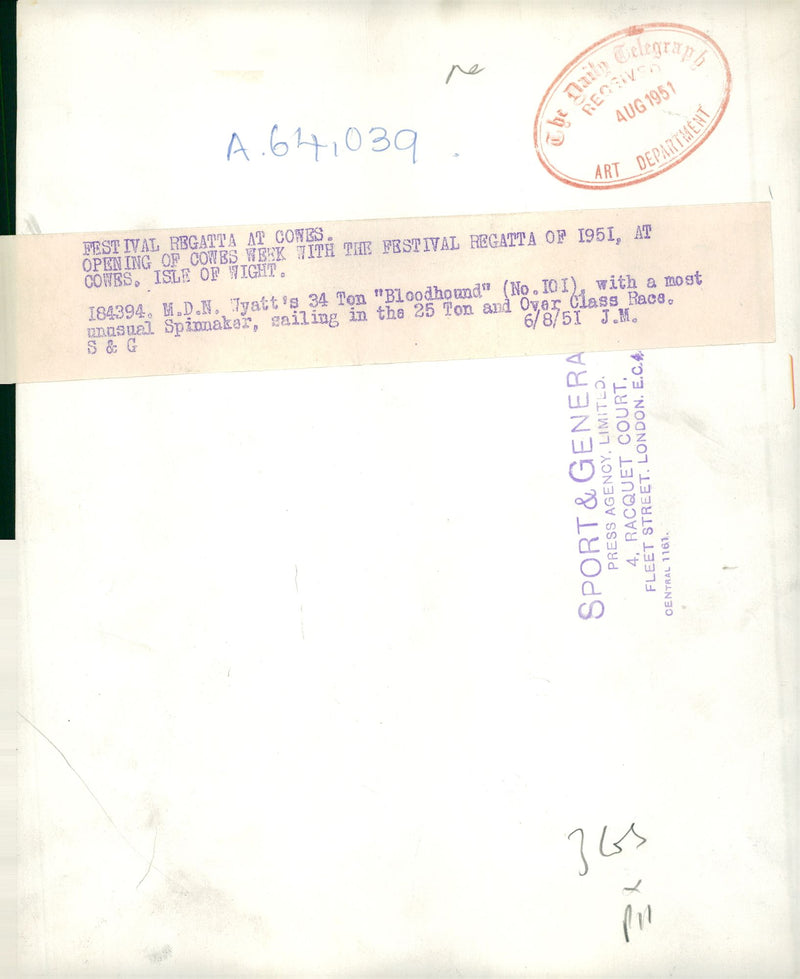 The Daily Telegraph
RECEIVED
AUG 1951
ART DEPARTMENT
A.64,039
FESTIVAL REGATTA AT COWES.
OPENING OF COWES WEEK WITH THE FESTIVAL REGATTA OF 1951, AT
COWES, ISLE OF WIGHT.
184394. M.D.N. Wyatt's 34 Ton "Bloodhound" (No.101), with a most
unusual Spinnaker, sailing in the 25 Ton and Over Class Race.
S & G 6/8/51 J.M.
SPORT & GENERA
PRESS AGENCY, LIMITED.
4, RACQUET COURT,
FLEET STREET. LONDON. E.C.4.
CENTRAL 1161.